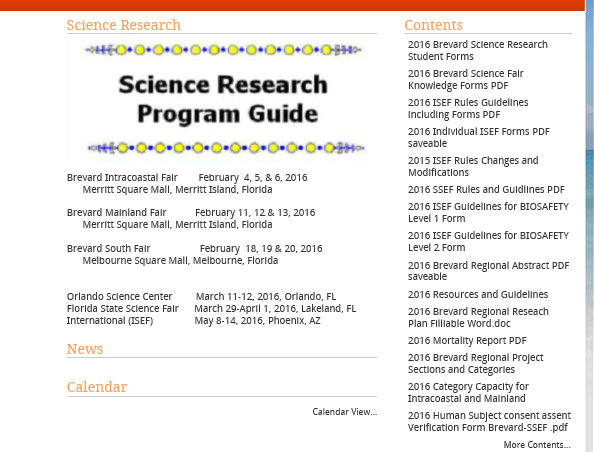 Science Research
Science Research
Program Guide
Brevard Intracoastal Fair February 4, 5, & 6, 2016
Merritt Square Mall, Merritt Island, Florida
Brevard Mainland Fair February 11, 12 & 13, 2016
Merritt Square Mall, Merritt Island, Florida
Brevard South Fair February 18, 19 & 20, 2016
Melbourne Square Mall, Melbourne, Florida
Orlando Science Center March 11-12, 2016, Orlando, FL
Florida State Science Fair March 29-April 1, 2016, Lakeland, FL
International (ISEF) May 8-14, 2016, Phoenix, AZ
News
Calendar
Calendar View...
Contents
2016 Brevard Science Research
Student Forms
2016 Brevard Science Fair
Knowledge Forms PDF
2016 ISEF Rules Guidelines
Including Forms PDF
2016 Individual ISEF Forms PDF
saveable
2015 ISEF Rules Changes and
Modifications
2016 SSEF Rules and Guidlines PDF
2016 ISEF Guidelines for BIOSAFETY
Level 1 Form
2016 ISEF Guidelines for BIOSAFETY
Level 2 Form
2016 Brevard Regional Abstract PDF
saveable
2016 Resources and Guidelines
2016 Brevard Regional Reseach
Plan Filliable Word.doc
2016 Mortality Report PDF
2016 Brevard Regional Project
Sections and Categories
2016 Category Capacity for
Intracoastal and Mainland
2016 Human Subject consent assent
Verification Form Brevard-SSEF .pdf
More Contents...